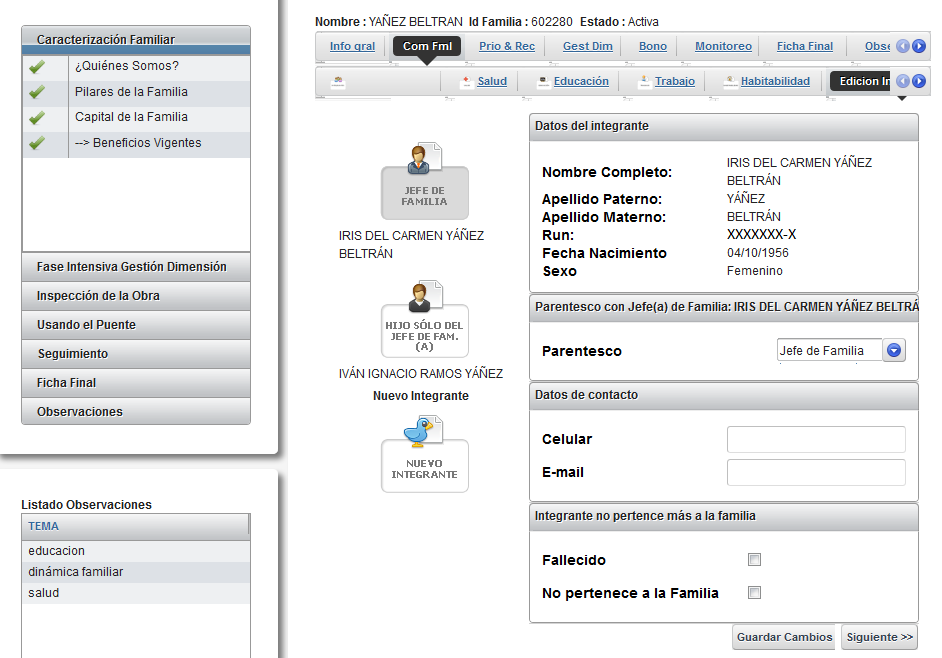 Caracterización Familiar
¿Quiénes Somos?
Pilares de la Familia
Capital de la Familia
--> Beneficios Vigentes
Fase Intensiva Gestión Dimensión
Inspección de la Obra
Usando el Puente
Seguimiento
Ficha Final
Observaciones
Listado Observaciones
TEMA
educacion
dinámica familiar
salud
Nombre : YAÑEZ BELTRAN Id Familia : 602280 Estado : Activa
Info gral Com Fml Prio & Rec Gest Dim Bono Monitoreo Ficha Final Obse
Salud Educación Trabajo Habitabilidad Edicion In
JEFE DE
FAMILIA
IRIS DEL CARMEN YÁÑEZ
BELTRÁN
HIJO SÓLO DEL
JEFE DE FAM.
(A)
IVÁN IGNACIO RAMOS YÁÑEZ
Nuevo Integrante
NUEVO
INTEGRANTE
Datos del integrante
Nombre Completo: IRIS DEL CARMEN YÁÑEZ
BELTRÁN
Apellido Paterno: YÁÑEZ
Apellido Materno: BELTRÁN
Run: XXXXXXX-X
Fecha Nacimiento 04/10/1956
Sexo Femenino
Parentesco con Jefe(a) de Familia: IRIS DEL CARMEN YÁÑEZ BELTRÁ
Parentesco Jefe de Familia
Datos de contacto
Celular
E-mail
Integrante no pertence más a la familia
Fallecido
No pertenece a la Familia
Guardar Cambios Siguiente >>